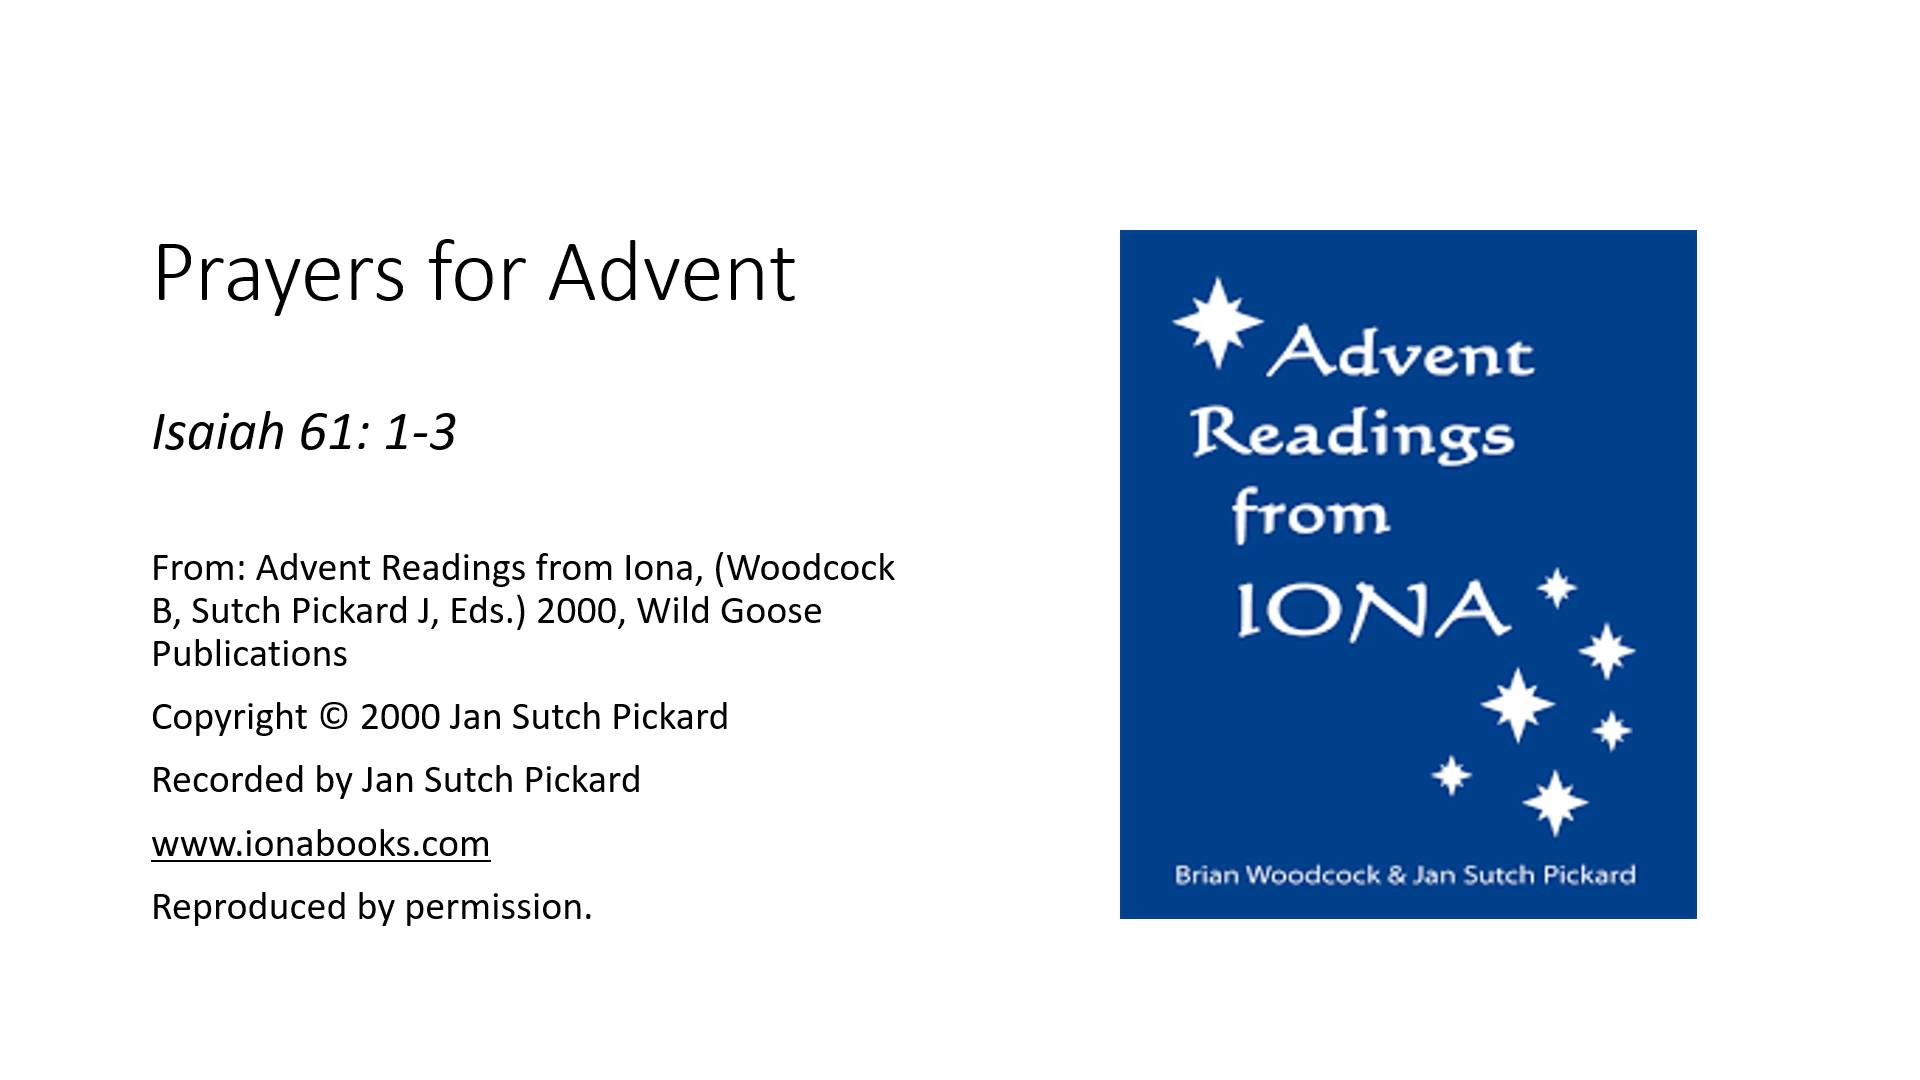 Prayers for Advent
Isaiah 61: 1-3
From: Advent Readings from Iona, (Woodcock
B, Sutch Pickard J, Eds.) 2000, Wild Goose
Publications
Copyright © 2000 Jan Sutch Pickard
Recorded by Jan Sutch Pickard
www.ionabooks.com
Reproduced by permission.
Advent
Readings
from
IONA
Brian Woodcock & Jan Sutch Pickard